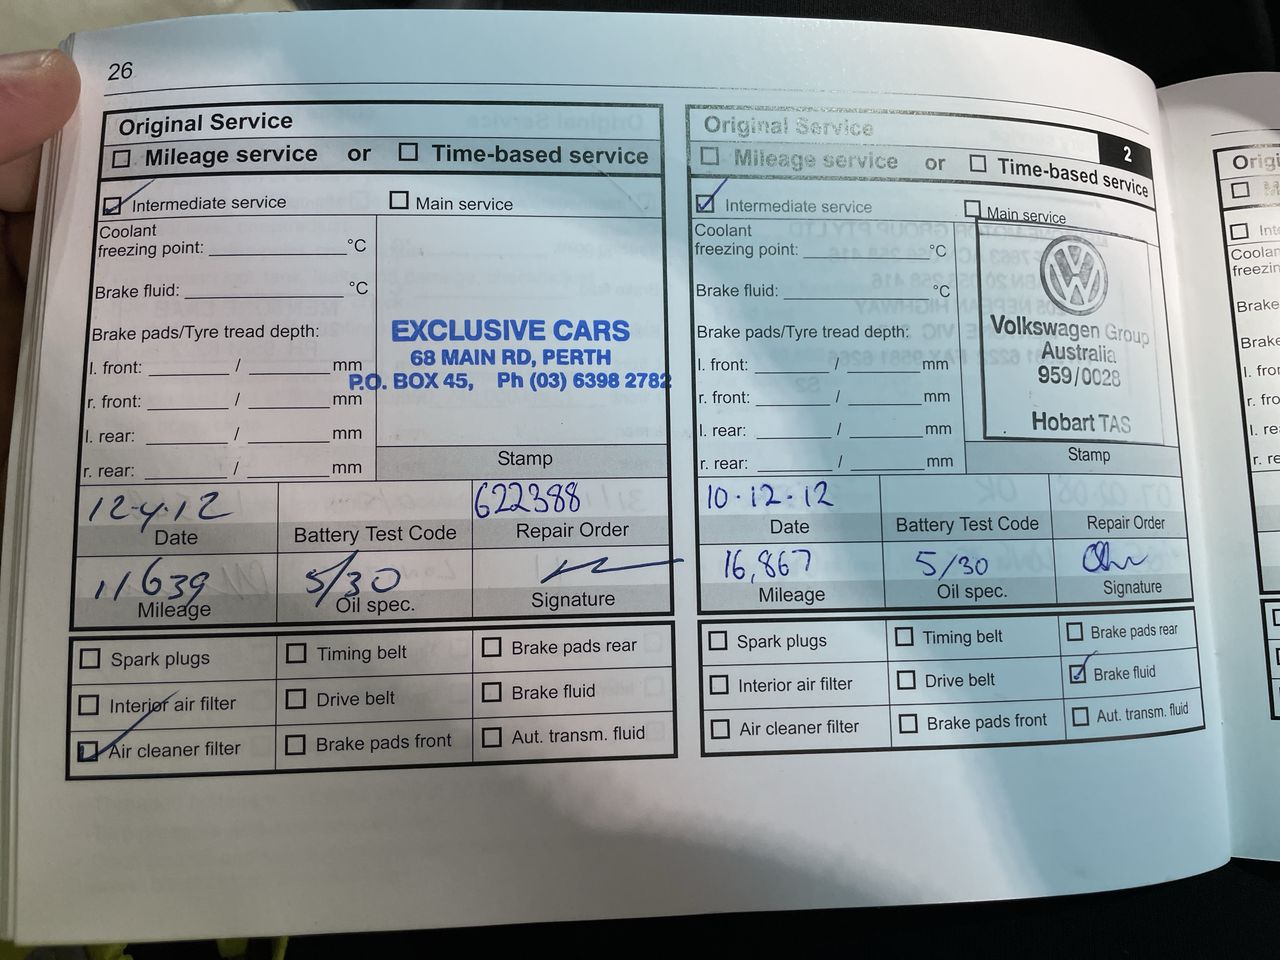 26
Original Service
Mileage service or Time-based service
Intermediate service Main service
Coolant
freezing point: °C
Brake fluid: °C
Brake pads/Tyre tread depth:
l. front: / mm
r. front: / mm
l. rear: / mm
r. rear: / mm
EXCLUSIVE CARS
68 MAIN RD, PERTH
P.O. BOX 45, Ph (03) 6398 2782
Stamp
12-4-12 622388
Date Battery Test Code Repair Order
11639 5/30
Mileage Oil spec. Signature
Spark plugs Timing belt Brake pads rear
Interior air filter Drive belt Brake fluid
Air cleaner filter Brake pads front Aut. transm. fluid
Original Service
2
Mileage service or Time-based service
Intermediate service Main service
Coolant
freezing point: °C
Brake fluid: °C
Brake pads/Tyre tread depth:
l. front: / mm
r. front: / mm
l. rear: / mm
r. rear: / mm
Volkswagen Group
Australia
959/0028
Hobart TAS
Stamp
10-12-12
Date Battery Test Code Repair Order
16,867 5/30
Mileage Oil spec. Signature
Spark plugs Timing belt Brake pads rear
Interior air filter Drive belt Brake fluid
Air cleaner filter Brake pads front Aut. transm. fluid